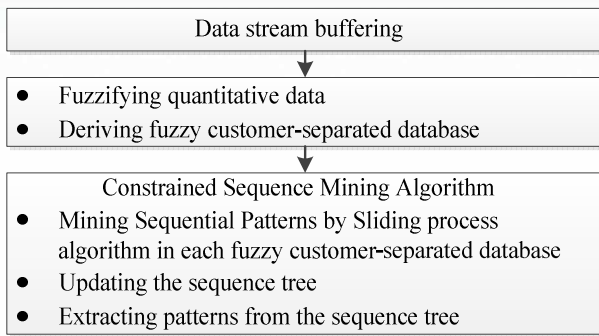 Data stream buffering
● Fuzzifying quantitative data
● Deriving fuzzy customer-separated database
Constrained Sequence Mining Algorithm
● Mining Sequential Patterns by Sliding process
algorithm in each fuzzy customer-separated database
● Updating the sequence tree
● Extracting patterns from the sequence tree